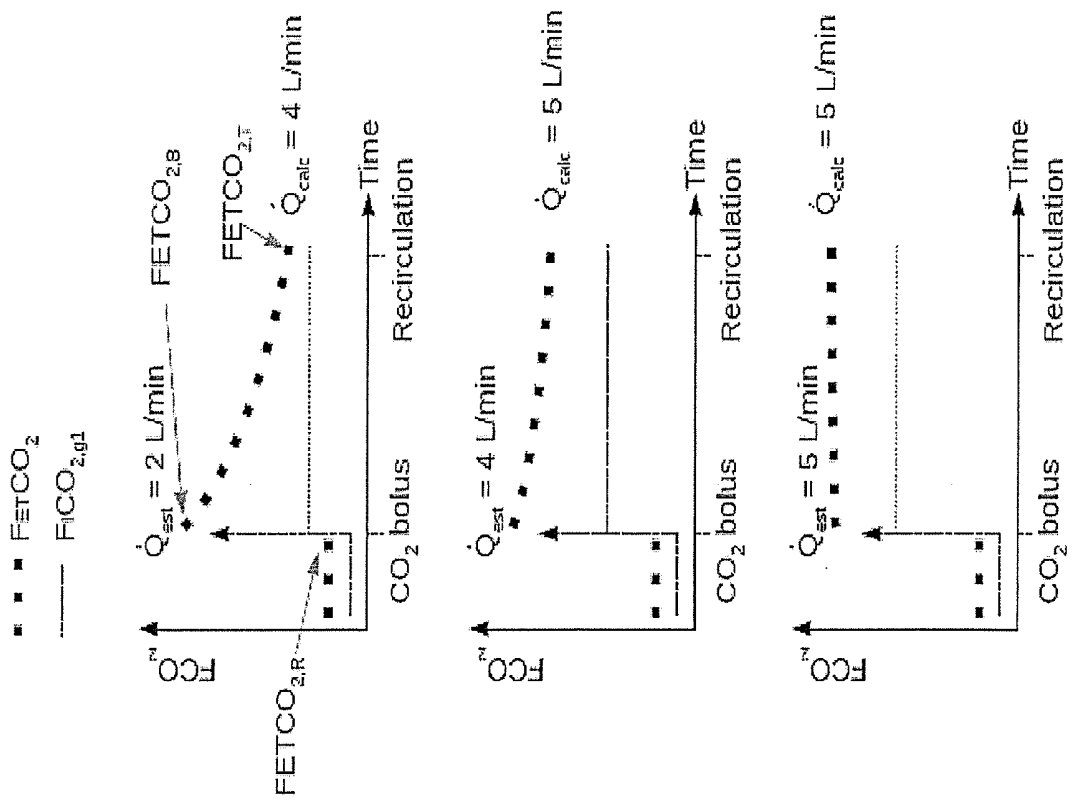 FETCO2
FICO2,g1
FCO2
FETCO2,R
Q̇est = 2 L/min
FETCO2,B
FETCO2,T
Q̇calc = 4 L/min
CO2 bolus
Recirculation
Time
FCO2
Q̇est = 4 L/min
Q̇calc = 5 L/min
CO2 bolus
Recirculation
Time
FCO2
Q̇est = 5 L/min
Q̇calc = 5 L/min
CO2 bolus
Recirculation
Time